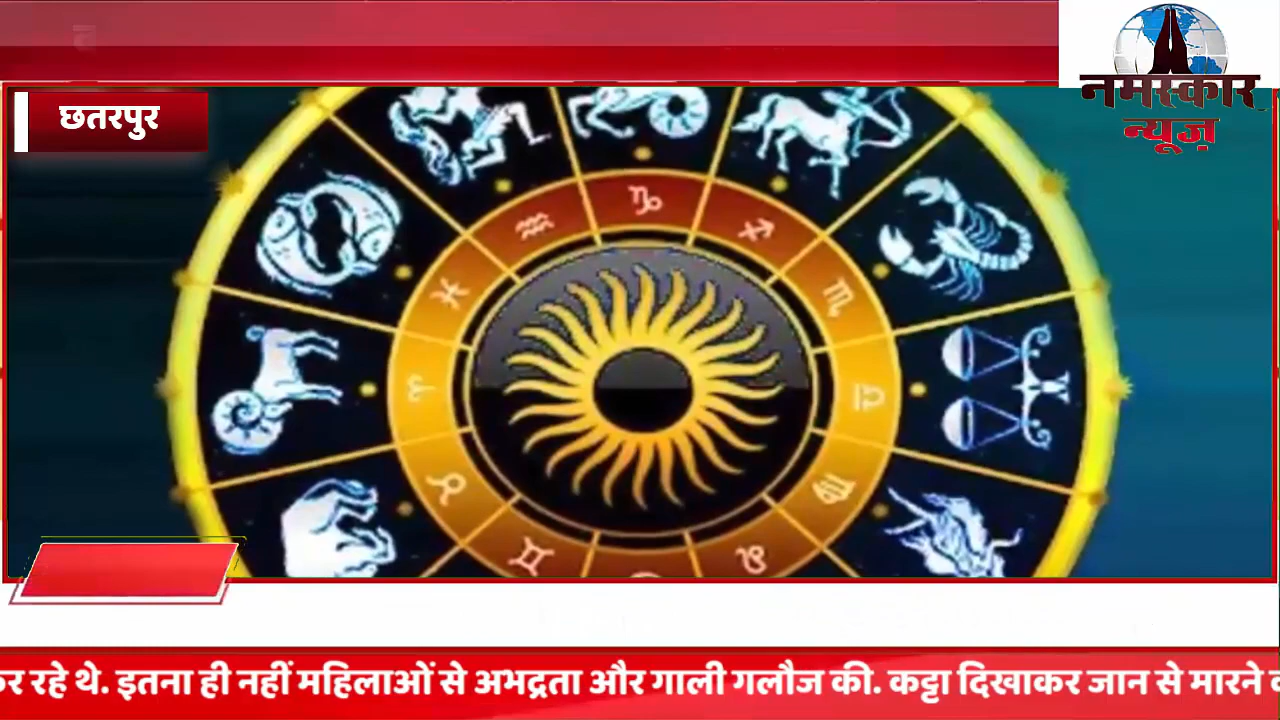 छतरपुर
नमस्कार
न्यूज़
रहे थे. इतना ही नहीं महिलाओं से अभद्रता और गाली गलौज की. कट्टा दिखाकर जान से मारने